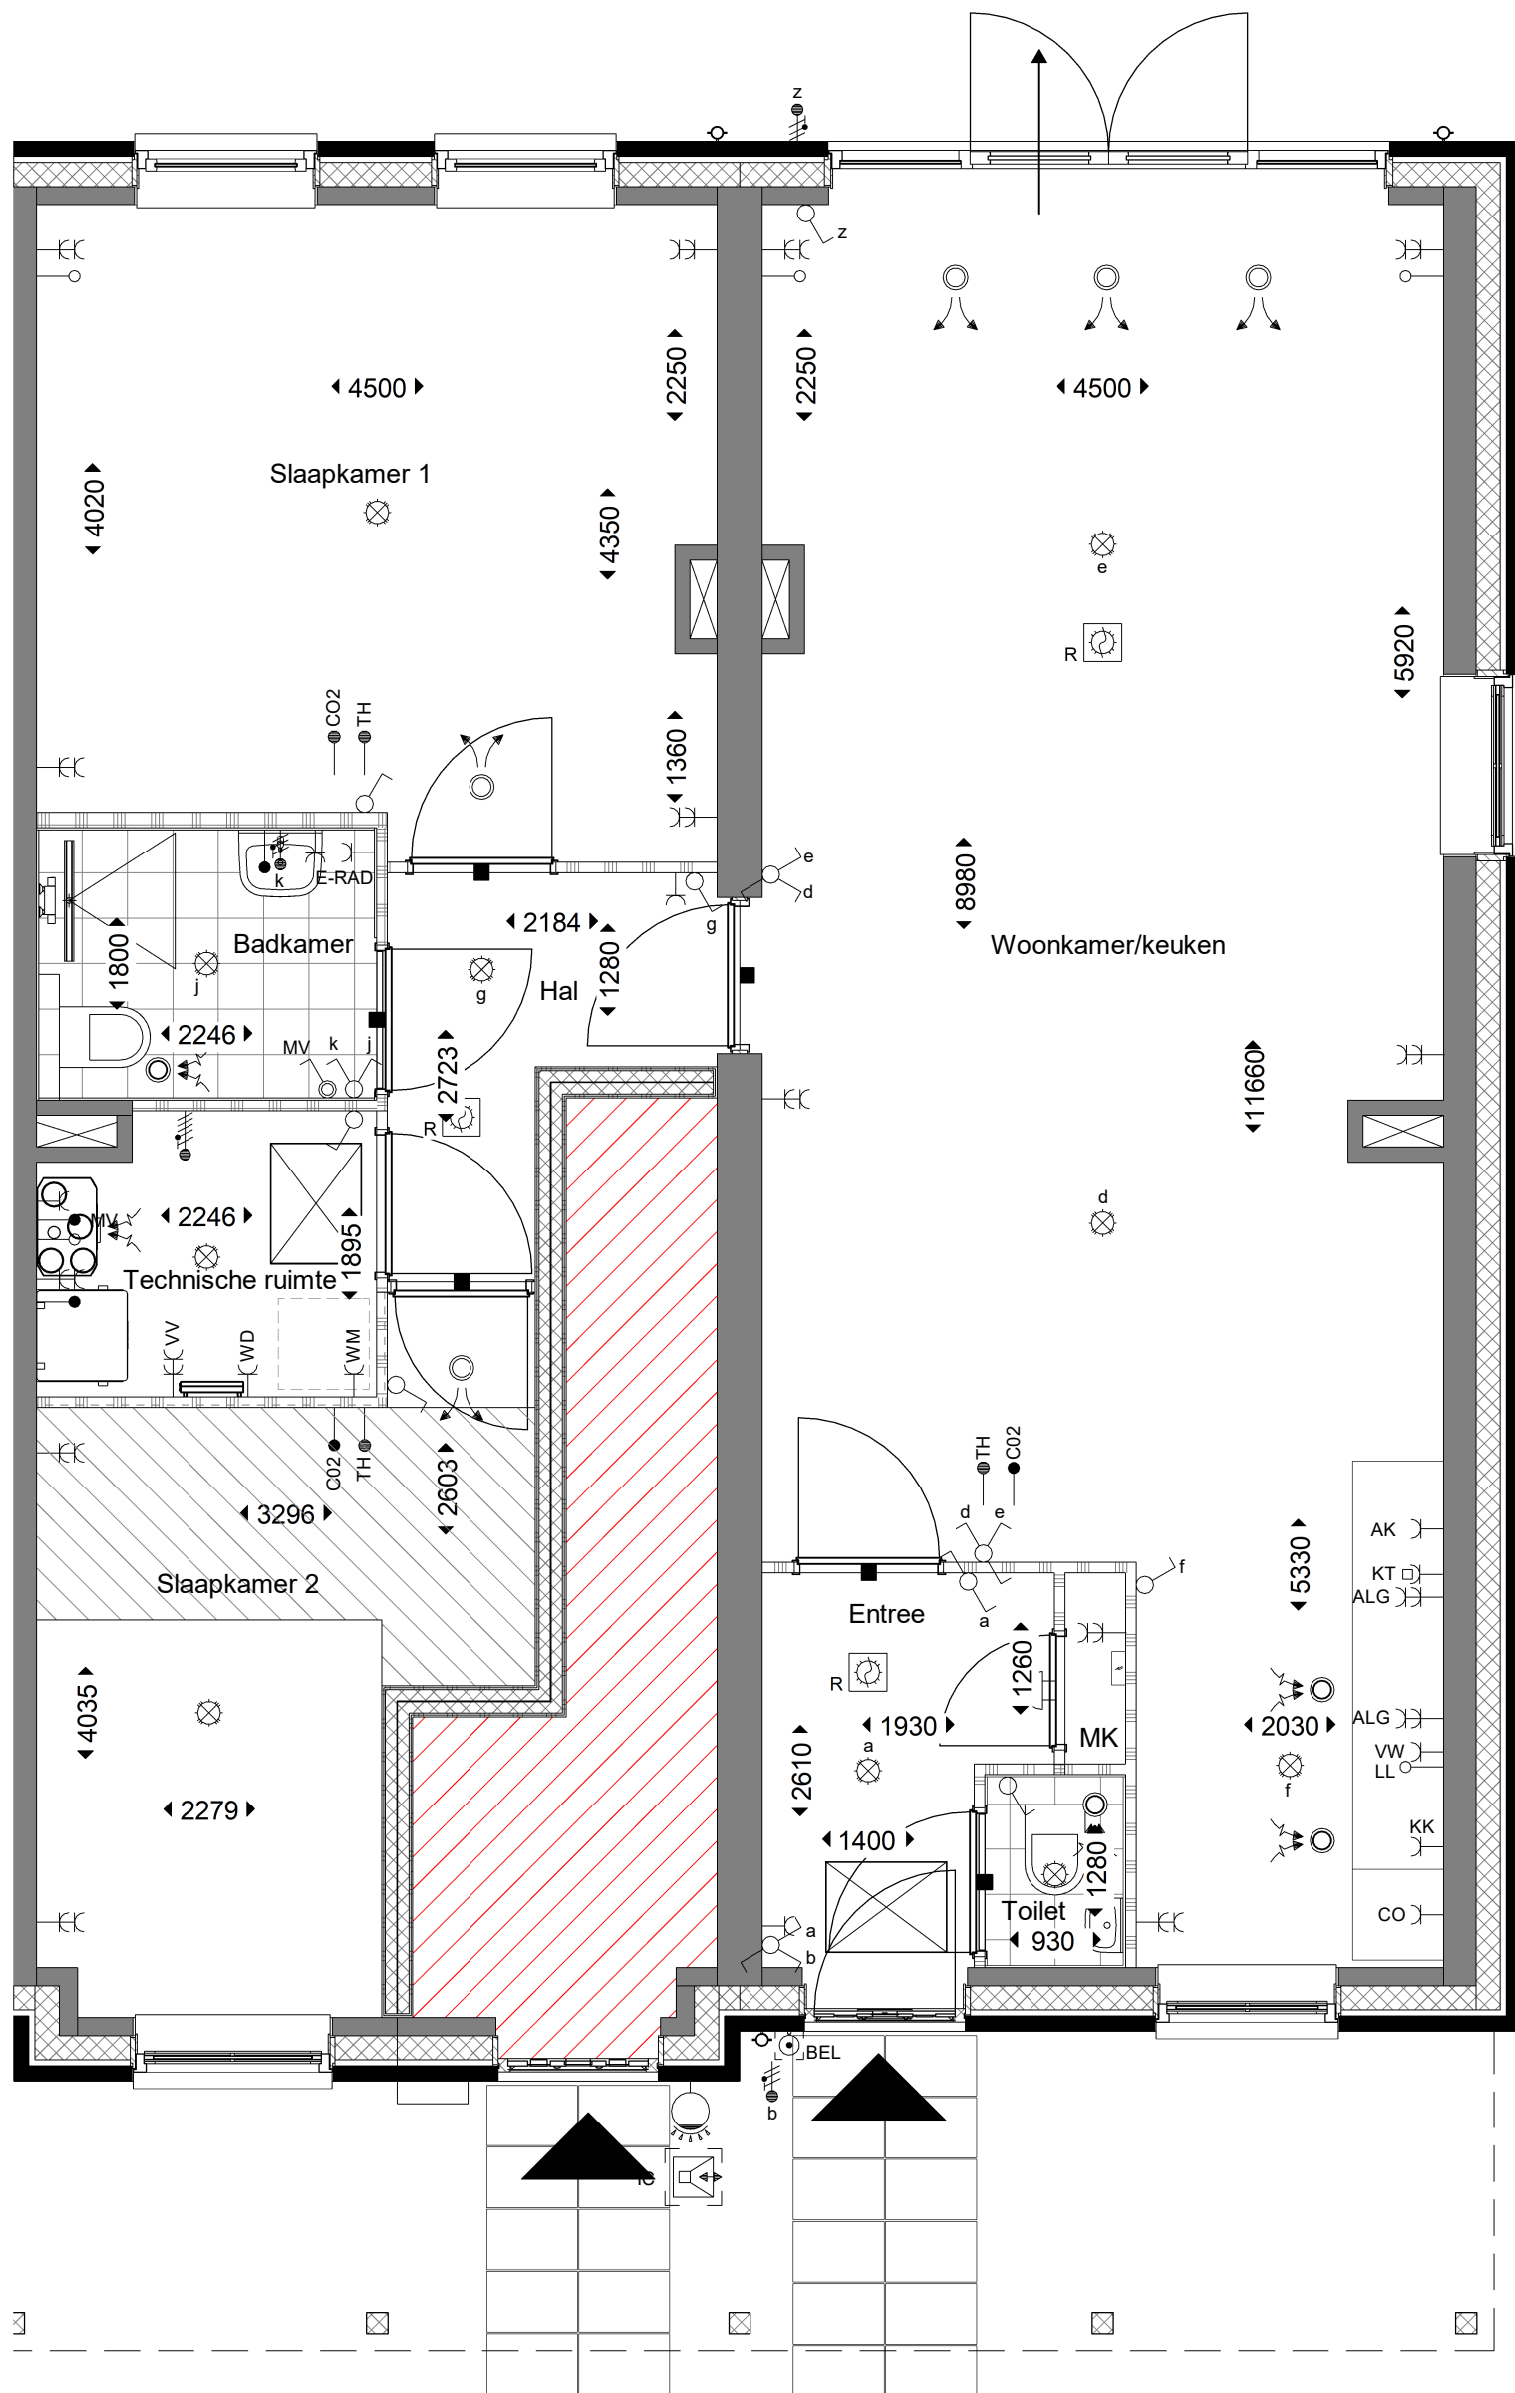 z
z
4500
2250
2250
4500
Slaapkamer 1
4020
4350
e
R
5920
CO2
TH
1360
k
E-RAD
e
d
g
8980
2184
1280
Badkamer
1800
j
g
Hal
Woonkamer/keuken
2246
MV
k
j
2723
R
11660
MV
2246
1895
d
Technische ruimte
VV
WD
WM
C02
TH
2603
3296
TH
C02
d
e
Slaapkamer 2
f
a
Entree
AK
KT
ALG
5330
4035
R
1260
1930
a
MK
2610
ALG
2030
VW
LL
f
2279
1400
1280
KK
Toilet
930
CO
a
b
BEL
b
IC